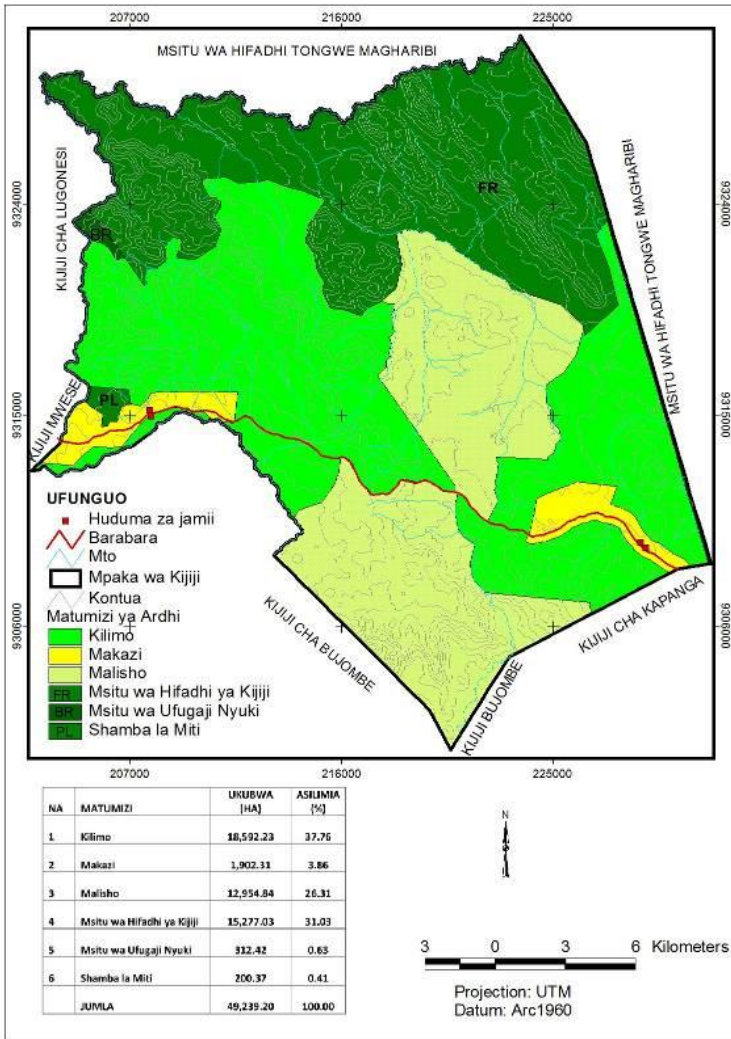 207000 216000 225000
MSITU WA HIFADHI TONGWE MAGHARIBI
KIJIJI CHA LUGONESI
9324000
9324000
FR
BR
MSITU WA HIFADHI TONGWE MAGHARIBI
KIJIJI MWESE
PL
9315000
9315000
UFUNGUO
Huduma za jamii
Barabara
Mto
Mpaka wa Kijiji
Kontua
Matumizi ya Ardhi
Kilimo
Makazi
Malisho
FR Msitu wa Hifadhi ya Kijiji
BR Msitu wa Ufugaji Nyuki
PL Shamba la Miti
KIJIJI CHA BUJOMBE
KIJIJI BUJOMBE
KIJIJI CHA KAPANGA
9306000
9306000
207000 216000 225000
NA MATUMIZI UKUBWA (HA) ASILIMIA (%)
1 Kilimo 18,592.23 37.76
2 Makazi 1,902.31 3.86
3 Malisho 12,954.84 26.31
4 Msitu wa Hifadhi ya Kijiji 15,277.03 31.03
5 Msitu wa Ufugaji Nyuki 312.42 0.63
6 Shamba la Miti 200.37 0.41
JUMLA 49,239.20 100.00
N
3 0 3 6 Kilometers
Projection: UTM
Datum: Arc1960